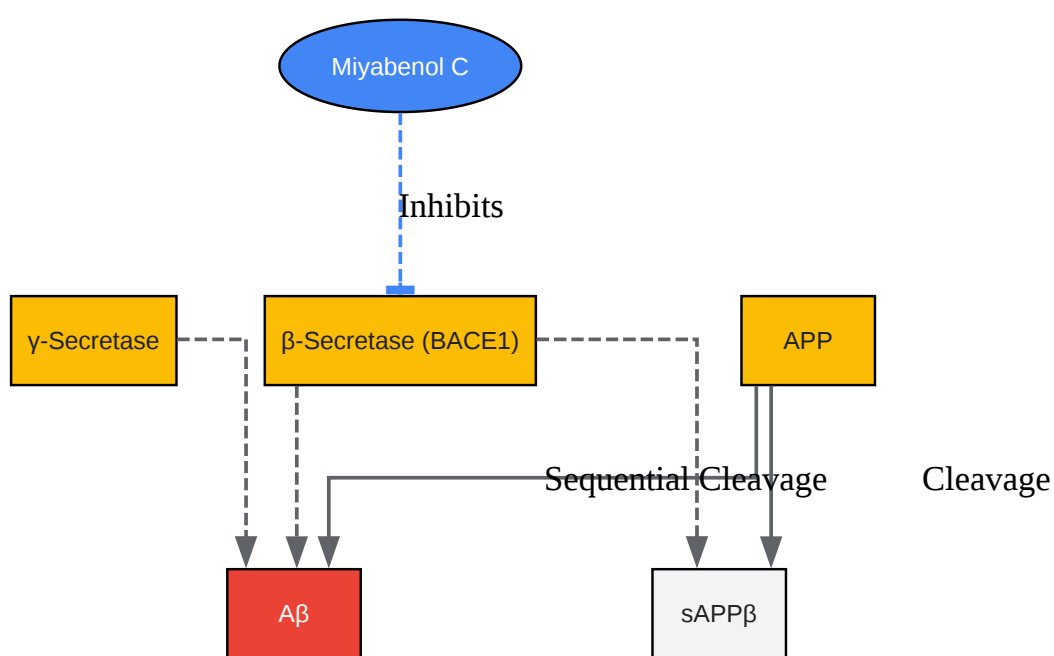 Miyabenol C
Inhibits
γ-Secretase
β-Secretase (BACE1)
APP
Sequential Cleavage
Cleavage
Aβ
sAPPβ